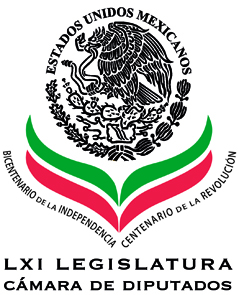 ESTADOS UNIDOS MEXICANOS
BICENTENARIO DE LA INDEPENDENCIA
CENTENARIO DE LA REVOLUCIÓN
LXI LEGISLATURA
CÁMARA DE DIPUTADOS